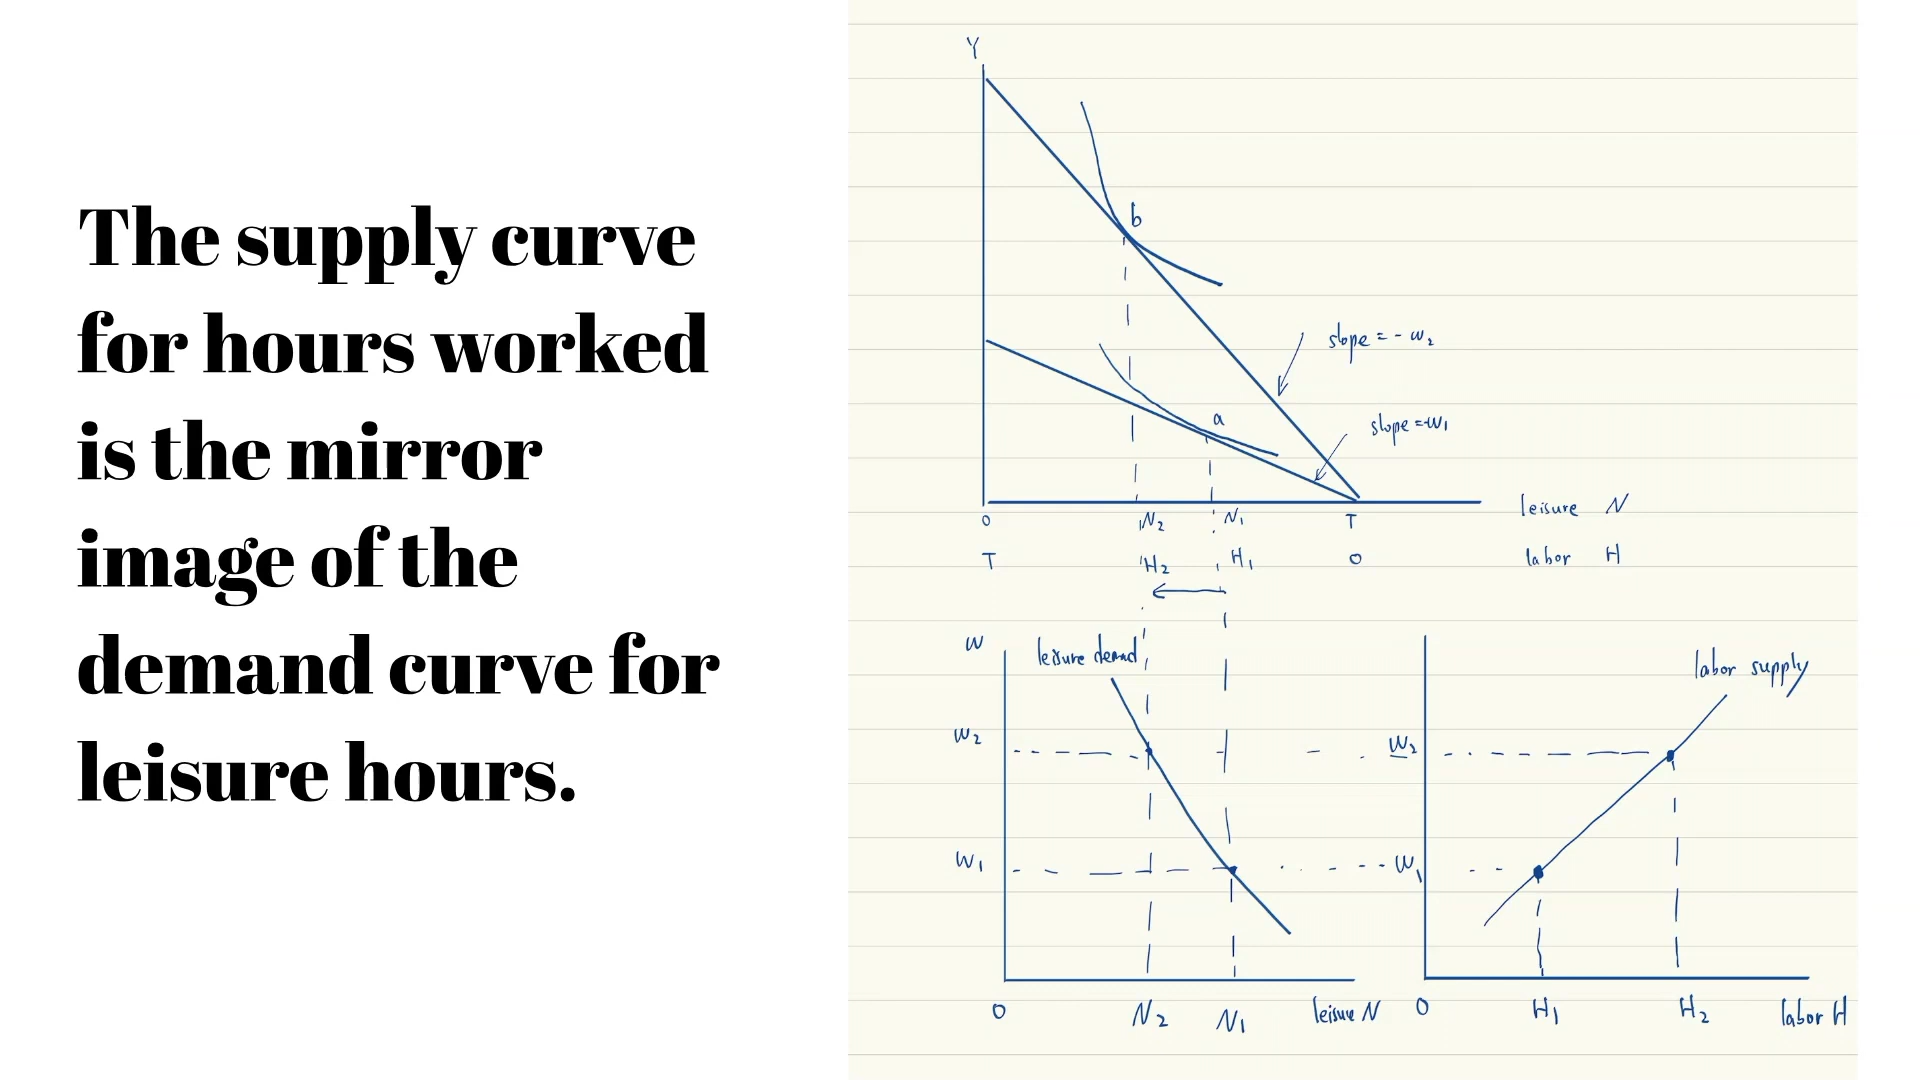 The supply curve
for hours worked
is the mirror
image of the
demand curve for
leisure hours.
Y
b
slope = - w₂
a
slope = -w₁
0 N₂ N₁ T leisure N
T H₂ H₁ 0 labor H
w leisure demand
labor supply
w₂ w₂
w₁ w₁
0 N₂ N₁ leisure N
0 H₁ H₂ labor H